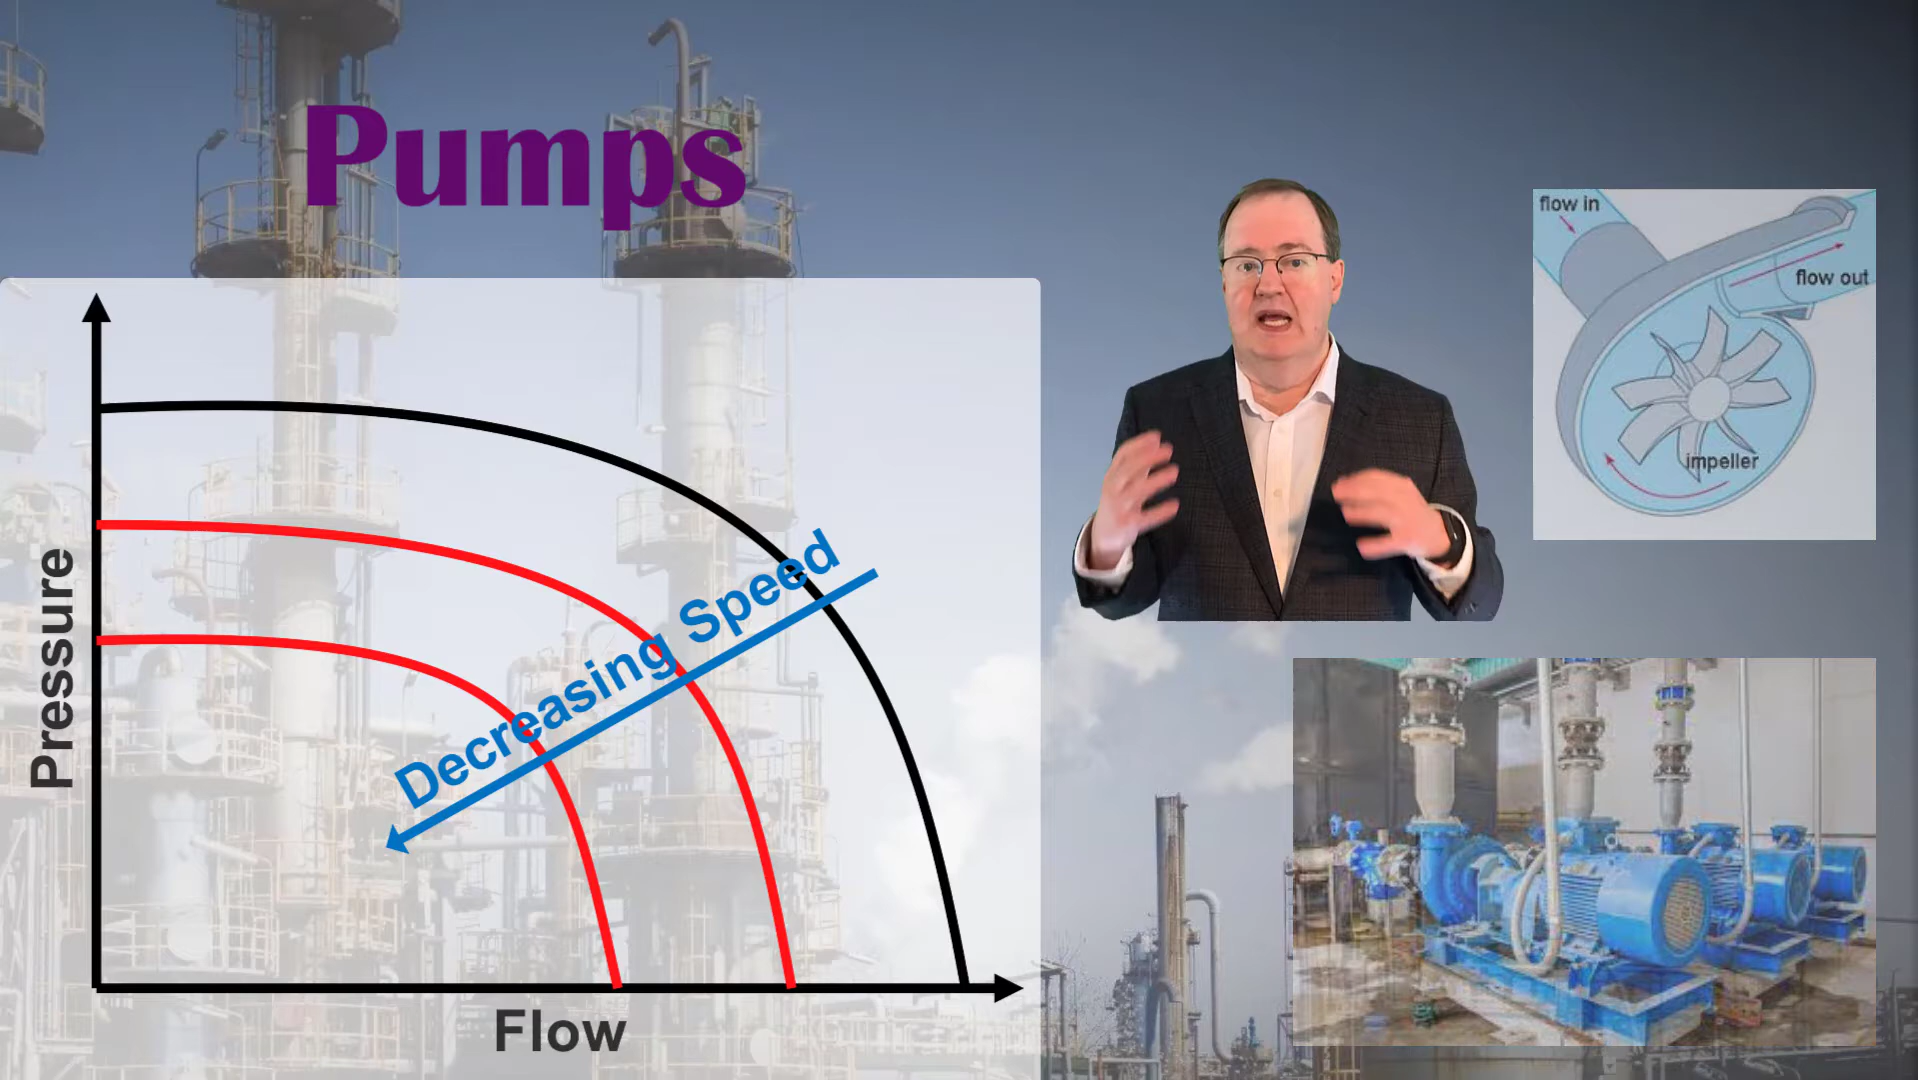 Pumps
Pressure
Decreasing Speed
Flow
flow in
flow out
impeller